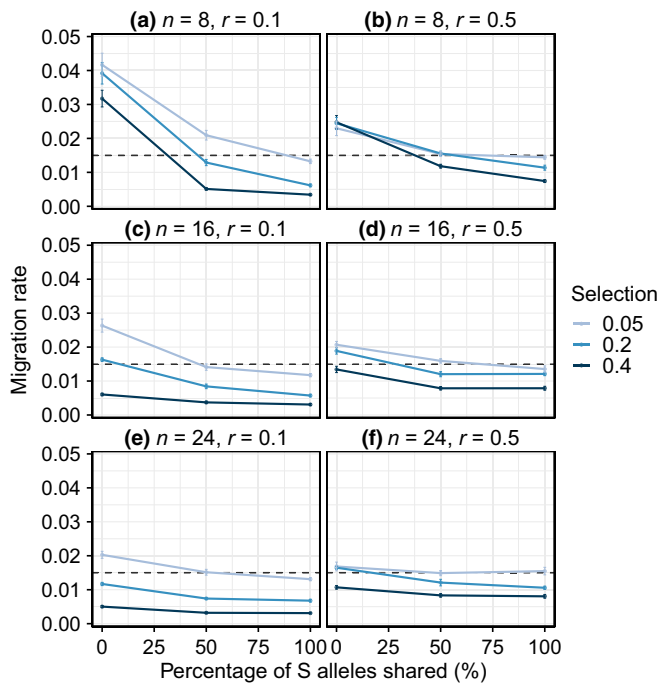 (a) n = 8, r = 0.1
(b) n = 8, r = 0.5
0.05
0.04
0.03
0.02
0.01
0.00
(c) n = 16, r = 0.1
(d) n = 16, r = 0.5
0.05
0.04
0.03
0.02
0.01
0.00
(e) n = 24, r = 0.1
(f) n = 24, r = 0.5
0.05
0.04
0.03
0.02
0.01
0.00
0 25 50 75 100
0 25 50 75 100
Percentage of S alleles shared (%)
Migration rate
Selection
0.05
0.2
0.4